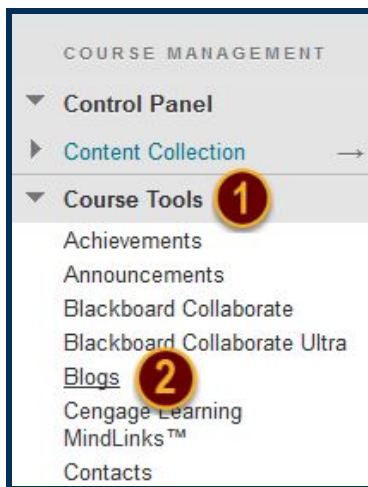 COURSE MANAGEMENT
Control Panel
Content Collection →
Course Tools 1
Achievements
Announcements
Blackboard Collaborate
Blackboard Collaborate Ultra
Blogs 2
Cengage Learning
MindLinks™
Contacts